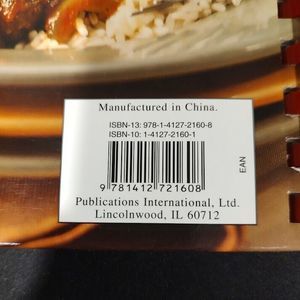 Manufactured in China.
ISBN-13: 978-1-4127-2160-8
ISBN-10: 1-4127-2160-1
EAN
9 781412 721608
Publications International, Ltd.
Lincolnwood, IL 60712